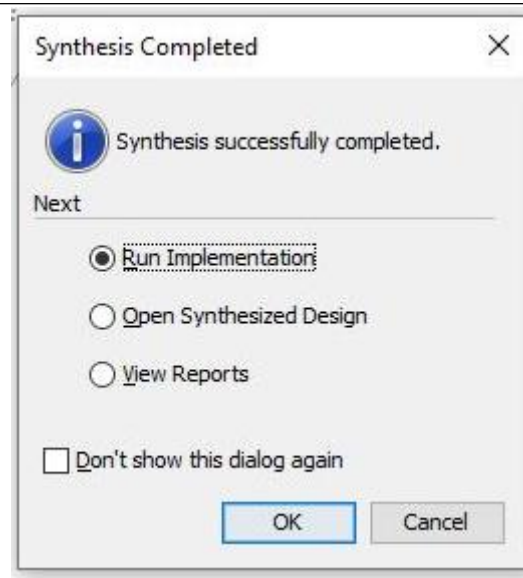 Synthesis Completed
Synthesis successfully completed.
Next
Run Implementation
Open Synthesized Design
View Reports
Don't show this dialog again
OK Cancel